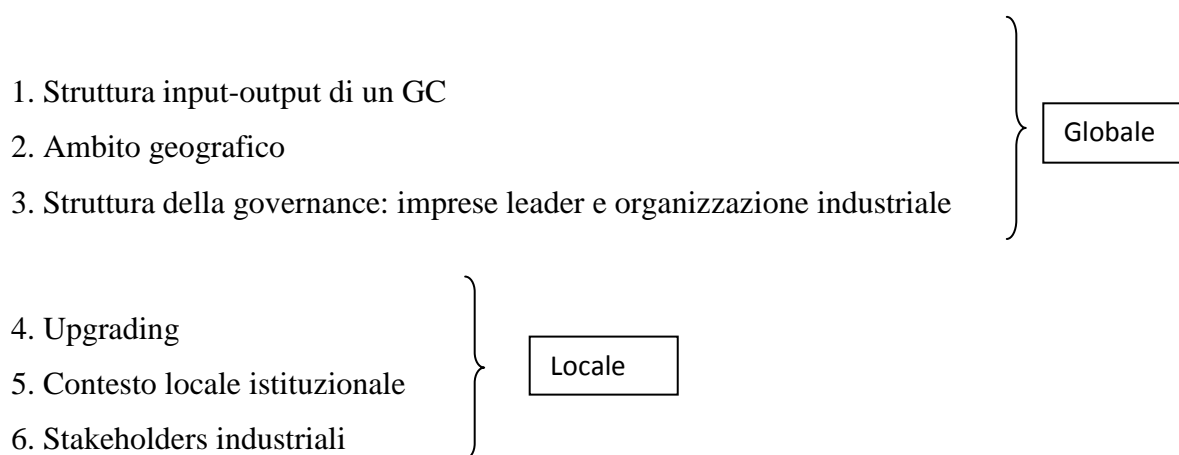 1. Struttura input-output di un GC
2. Ambito geografico
3. Struttura della governance: imprese leader e organizzazione industriale
Globale
4. Upgrading
5. Contesto locale istituzionale
6. Stakeholders industriali
Locale